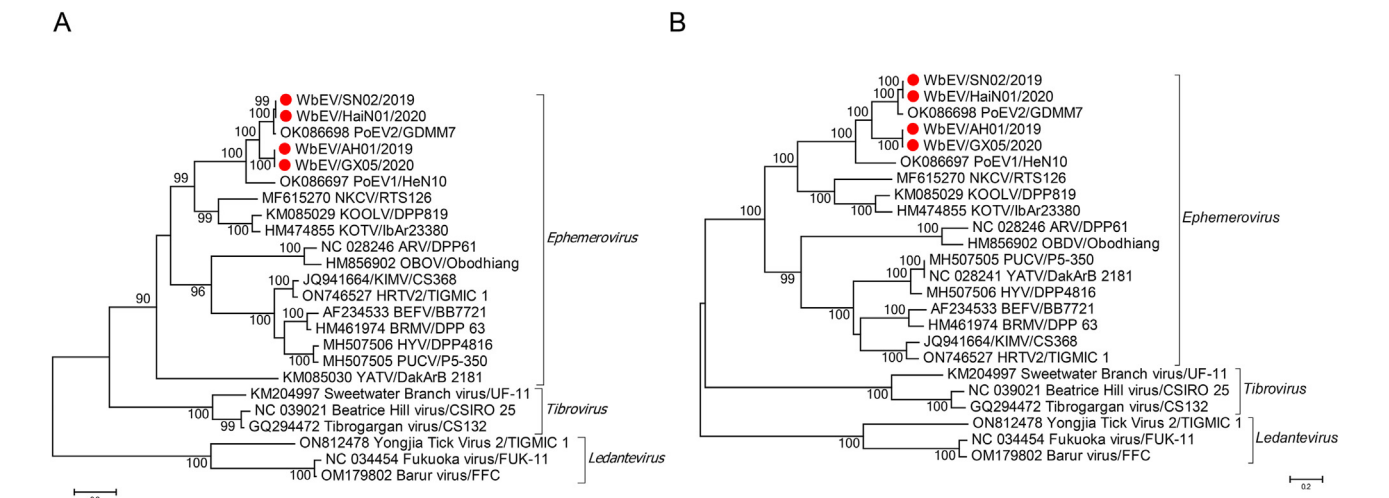 A
99
WbEV/SN02/2019
100
WbEV/HaiN01/2020
100
OK086698 PoEV2/GDMM7
WbEV/AH01/2019
100
100
WbEV/GX05/2020
99
OK086697 PoEV1/HeN10
MF615270 NKCV/RTS126
99
KM085029 KOOLV/DPP819
100
HM474855 KOTV/IbAr23380
Ephemerovirus
100
NC 028246 ARV/DPP61
HM856902 OBOV/Obodhiang
90
96
100
JQ941664/KIMV/CS368
ON746527 HRTV2/TIGMIC 1
100
100
AF234533 BEFV/BB7721
HM461974 BRMV/DPP 63
MH507506 HYV/DPP4816
100
MH507505 PUCV/P5-350
KM085030 YATV/DakArB 2181
KM204997 Sweetwater Branch virus/UF-11
100
NC 039021 Beatrice Hill virus/CSIRO 25
Tibrovirus
99
GQ294472 Tibrogargan virus/CS132
ON812478 Yongjia Tick Virus 2/TIGMIC 1
100
NC 034454 Fukuoka virus/FUK-11
Ledantevirus
100
OM179802 Barur virus/FFC
B
100
WbEV/SN02/2019
100
WbEV/HaiN01/2020
OK086698 PoEV2/GDMM7
100
WbEV/AH01/2019
100
WbEV/GX05/2020
100
OK086697 PoEV1/HeN10
MF615270 NKCV/RTS126
100
KM085029 KOOLV/DPP819
100
HM474855 KOTV/IbAr23380
100
Ephemerovirus
100
NC 028246 ARV/DPP61
HM856902 OBDV/Obodhiang
99
MH507505 PUCV/P5-350
100
NC 028241 YATV/DakArB 2181
100
MH507506 HYV/DPP4816
100
AF234533 BEFV/BB7721
HM461974 BRMV/DPP 63
JQ941664/KIMV/CS368
100
ON746527 HRTV2/TIGMIC 1
KM204997 Sweetwater Branch virus/UF-11
100
NC 039021 Beatrice Hill virus/CSIRO 25
Tibrovirus
100
GQ294472 Tibrogargan virus/CS132
ON812478 Yongjia Tick Virus 2/TIGMIC 1
100
NC 034454 Fukuoka virus/FUK-11
Ledantevirus
100
OM179802 Barur virus/FFC
0.2